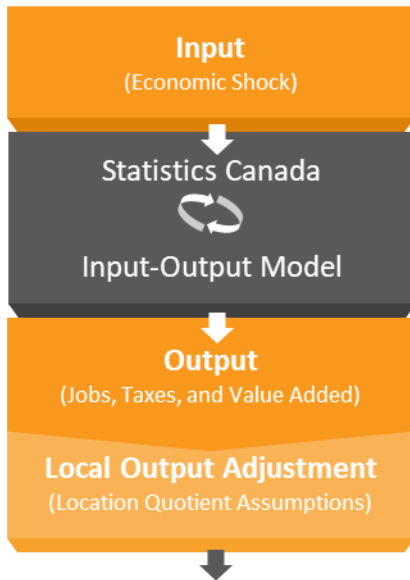 Input
(Economic Shock)
Statistics Canada
Input-Output Model
Output
(Jobs, Taxes, and Value Added)
Local Output Adjustment
(Location Quotient Assumptions)